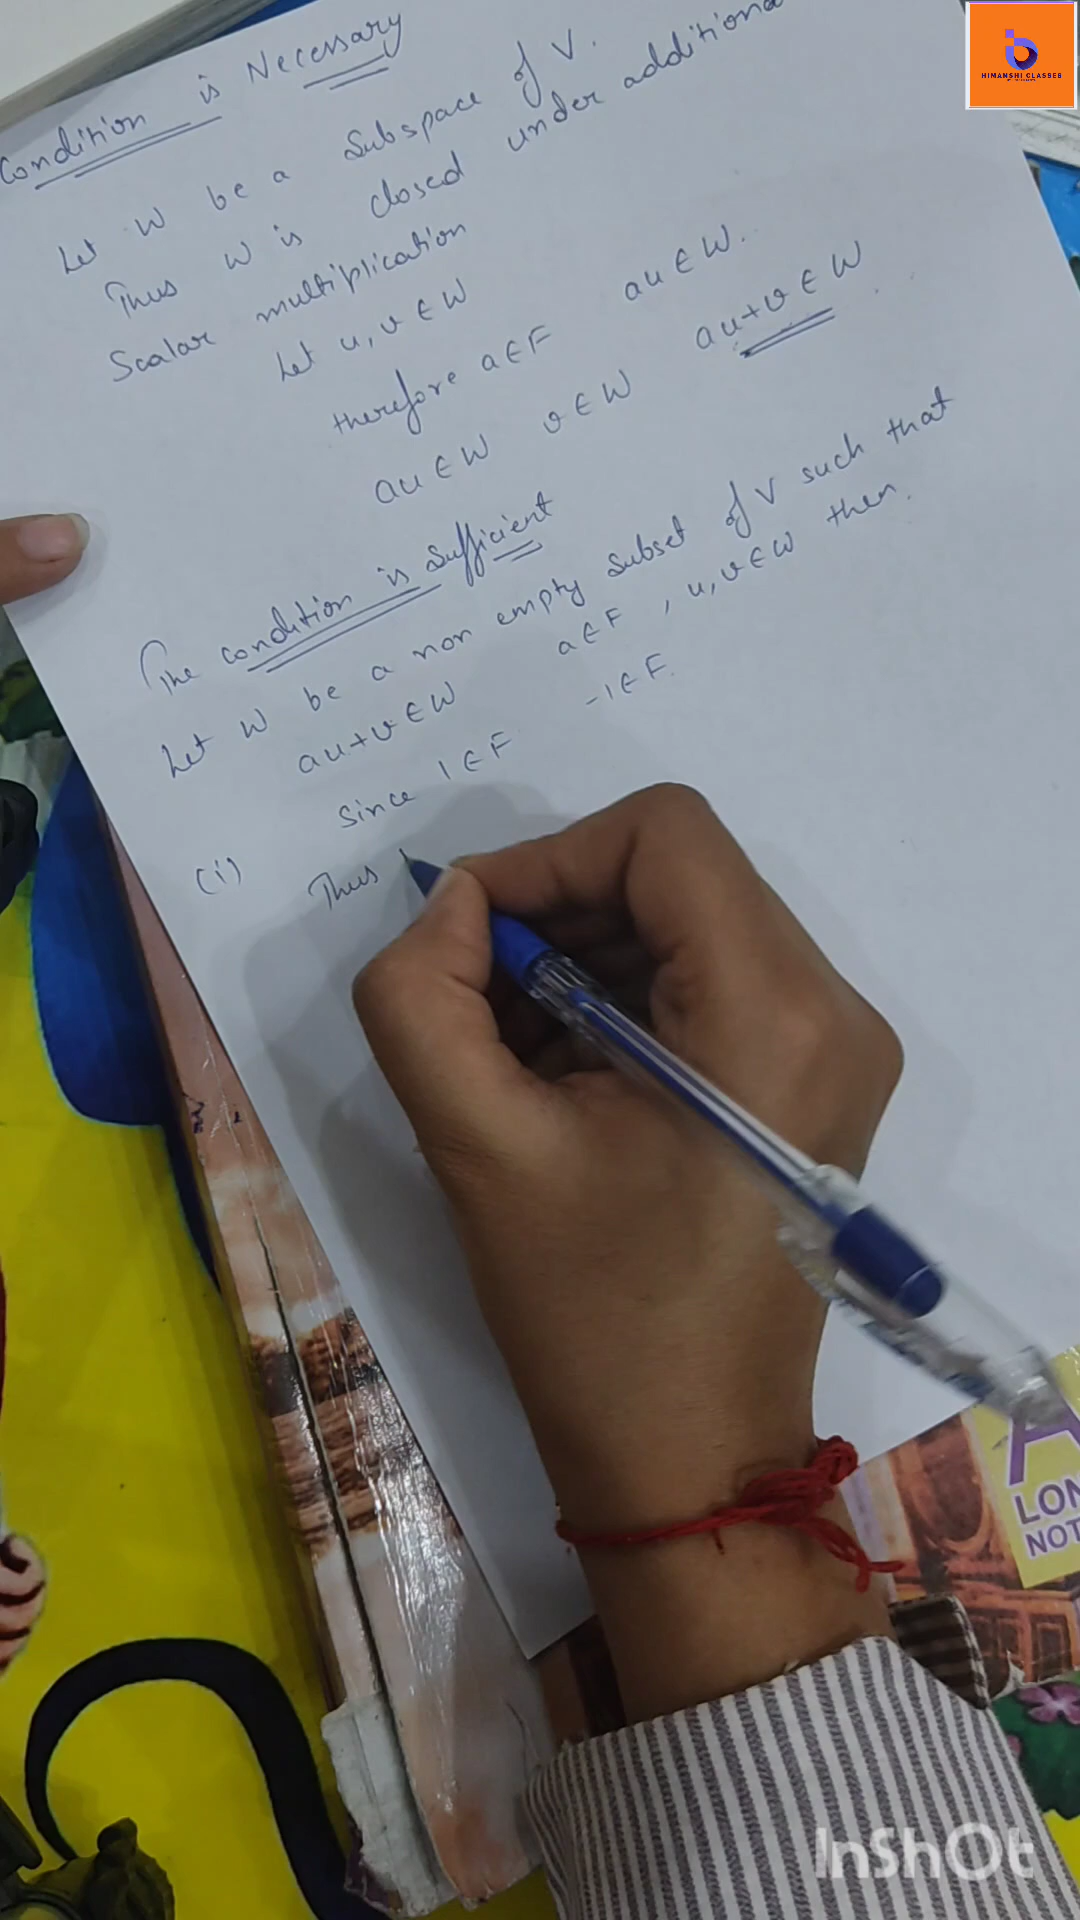 HIMANSHI CLASSES
Condition is Necessary
Let W be a Subspace of V.
Thus W is closed under additiona
Scalar multiplication
Let u, v ∈ W
therefore a ∈ F au ∈ W.
au ∈ W v ∈ W au+v ∈ W
The condition is sufficient
Let W be a non empty subset of V such that
au+v ∈ W a ∈ F , u, v ∈ W then.
Since 1 ∈ F -1 ∈ F.
(i) Thus
LON
NOT
InShOt